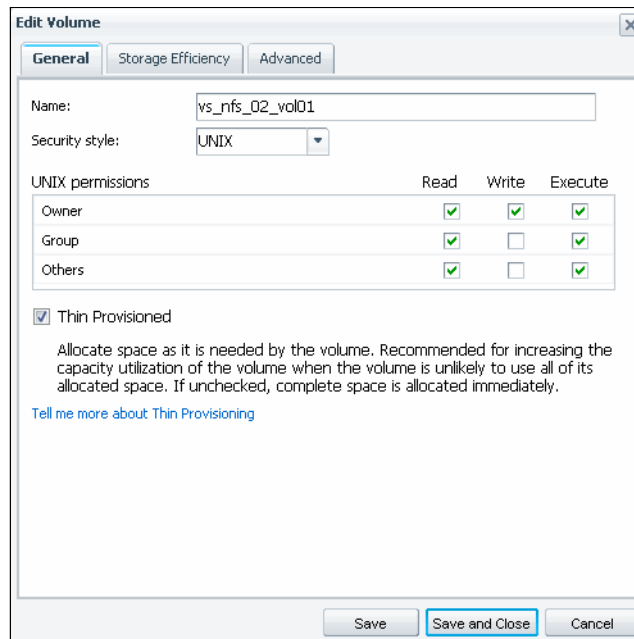 Edit Volume
General Storage Efficiency Advanced
Name: vs_nfs_02_vol01
Security style: UNIX
UNIX permissions Read Write Execute
Owner
Group
Others
Thin Provisioned
Allocate space as it is needed by the volume. Recommended for increasing the
capacity utilization of the volume when the volume is unlikely to use all of its
allocated space. If unchecked, complete space is allocated immediately.
Tell me more about Thin Provisioning
Save Save and Close Cancel